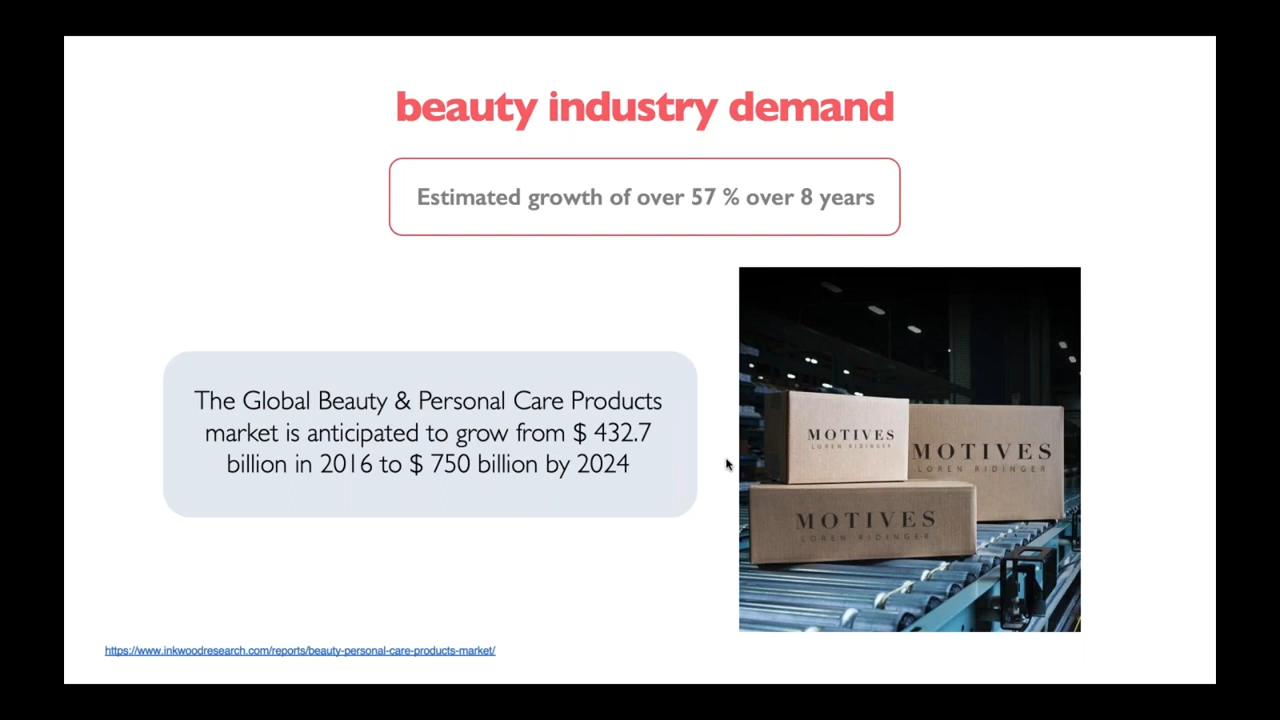 beauty industry demand
Estimated growth of over 57 % over 8 years
The Global Beauty & Personal Care Products
market is anticipated to grow from $ 432.7
billion in 2016 to $ 750 billion by 2024
MOTIVES
LOREN RIDINGER
MOTIVES
LOREN RIDINGER
MOTIVES
LOREN RIDINGER
https://www.inkwoodresearch.com/reports/beauty-personal-care-products-market/